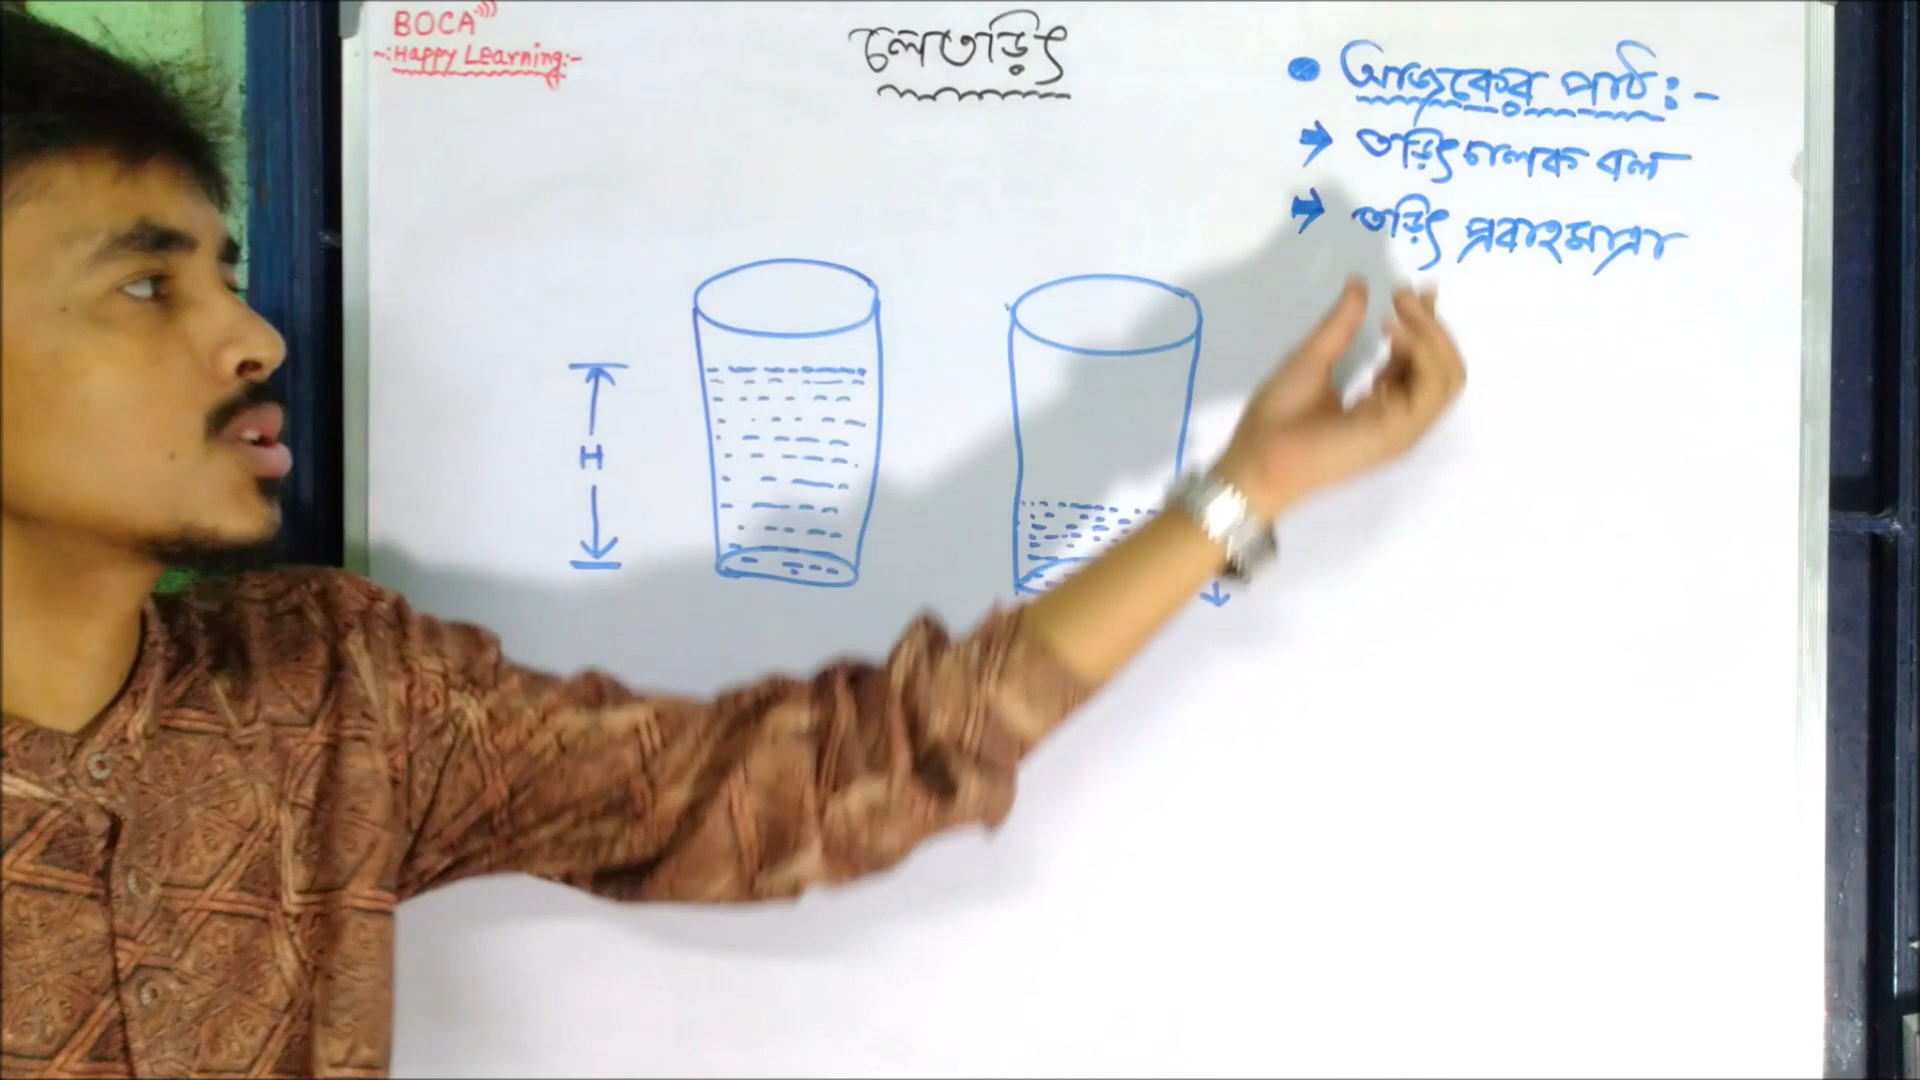 BOCA
~:Happy Learning:~
চলতড়িৎ
• আজকের পাঠ:-
→ তড়িৎচালক বল
→ তড়িৎ প্রবাহমাত্রা
H